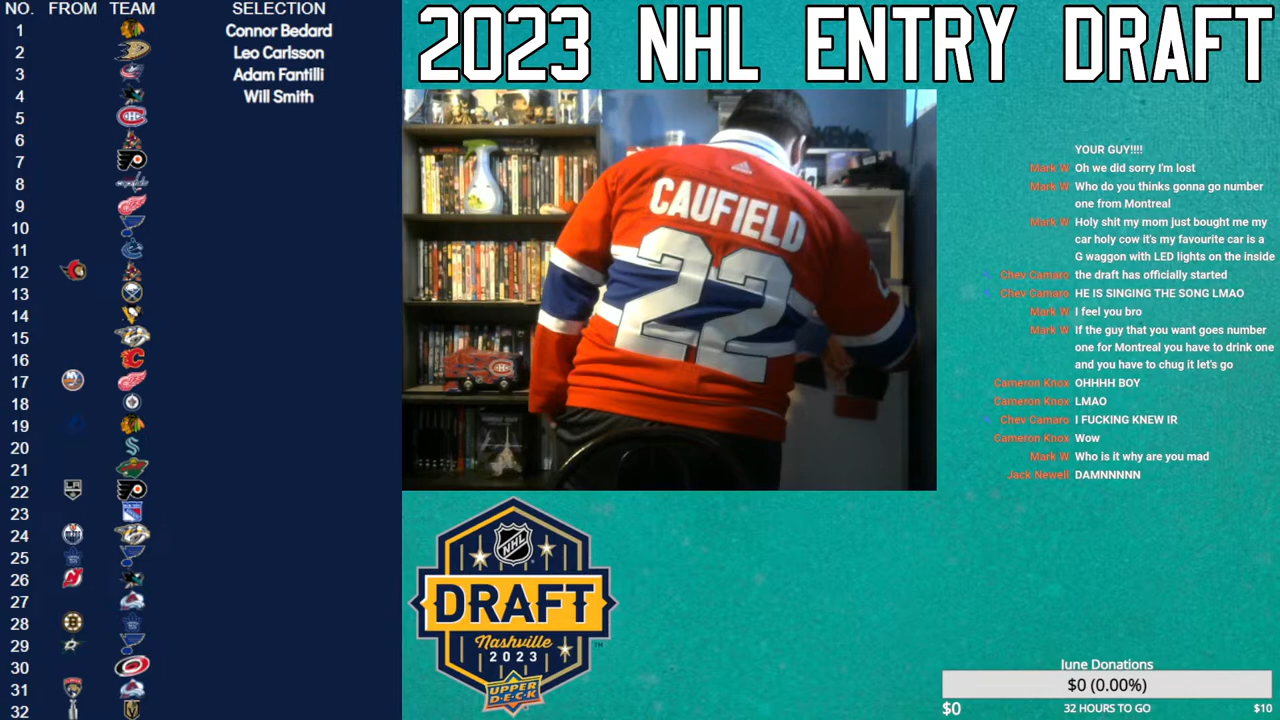 NO. FROM TEAM SELECTION
1 Connor Bedard
2 Leo Carlsson
3 Adam Fantilli
4 Will Smith
5
6
7
8
9
10
11
12
13
14
15
16
17
18
19
20
21
22
23
24
25
26
27
28
29
30
31
32
2023 NHL ENTRY DRAFT
CAUFIELD
22
YOUR GUY!!!!
Mark W Oh we did sorry I'm lost
Mark W Who do you thinks gonna go number
one from Montreal
Mark W Holy shit my mom just bought me my
car holy cow it's my favourite car is a
G waggon with LED lights on the inside
Chev Camaro the draft has officially started
Chev Camaro HE IS SINGING THE SONG LMAO
Mark W I feel you bro
Mark W If the guy that you want goes number
one for Montreal you have to drink one
and you have to chug it let's go
Cameron Knox OHHHH BOY
Cameron Knox LMAO
Chev Camaro I FUCKING KNEW IR
Cameron Knox Wow
Mark W Who is it why are you mad
Jack Newell DAMNNNNN
NHL
DRAFT
Nashville
2023
UPPER
DECK
June Donations
$0 (0.00%)
$0 32 HOURS TO GO $10